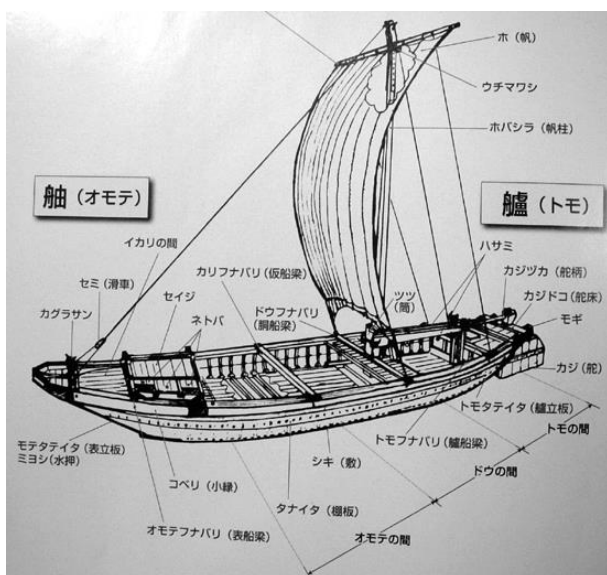 ホ（帆）
ウチマワシ
ホバシラ（帆柱）
舳（オモテ）
艫（トモ）
イカリの間
ハサミ
カリフナバリ（仮船梁）
カジヅカ（舵柄）
セミ（滑車）
セイジ
ツツ
（筒）
カジドコ（舵床）
カグラサン
ネトバ
ドウフナバリ
（胴船梁）
モギ
カジ（舵）
トモタテイタ（艫立板）
トモの間
モテタテイタ（表立板）
ミヨシ（水押）
トモフナバリ（艫船梁）
シキ（敷）
ドウの間
コベリ（小縁）
タナイタ（棚板）
オモテフナバリ（表船梁）
オモテの間